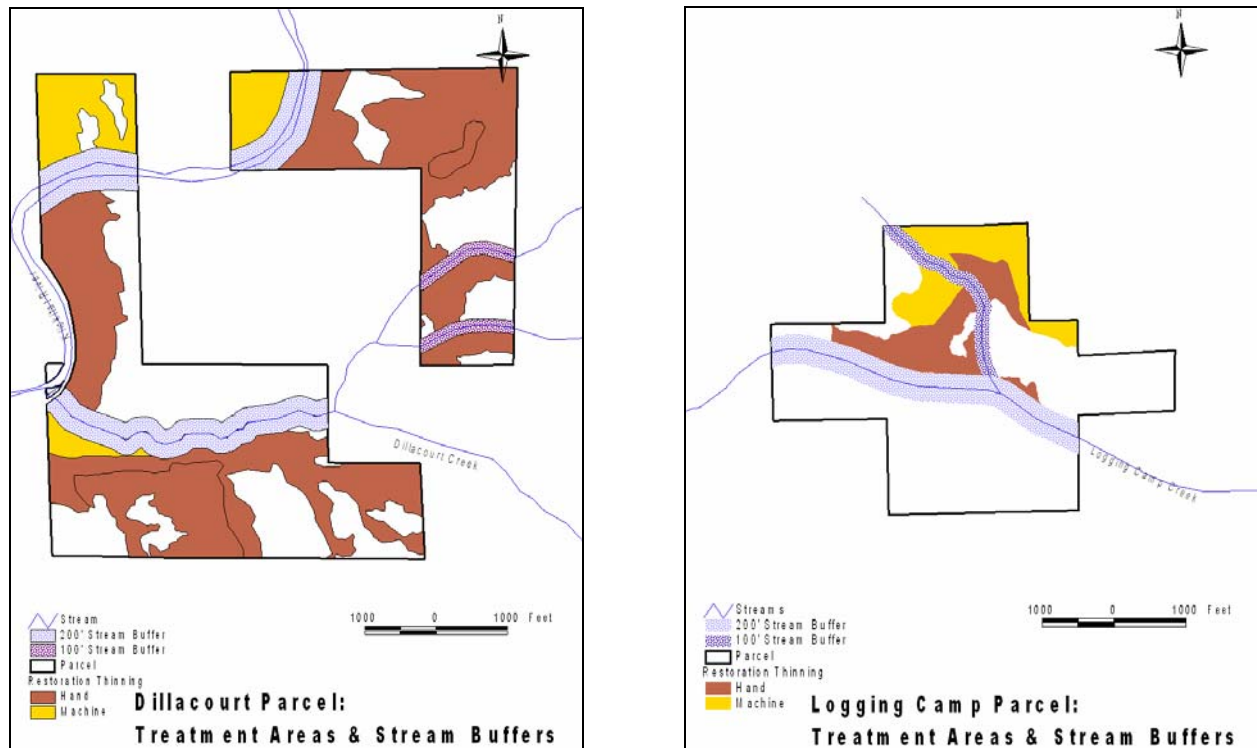 N
Dillacourt Creek
Stream
200' Stream Buffer
100' Stream Buffer
Parcel
Restoration Thinning
Hand
Machine
1000 0 1000 Feet
Dillacourt Parcel:
Treatment Areas & Stream Buffers
N
Logging Camp Creek
Streams
200' Stream Buffer
100' Stream Buffer
Parcel
Restoration Thinning
Hand
Machine
1000 0 1000 Feet
Logging Camp Parcel:
Treatment Areas & Stream Buffers